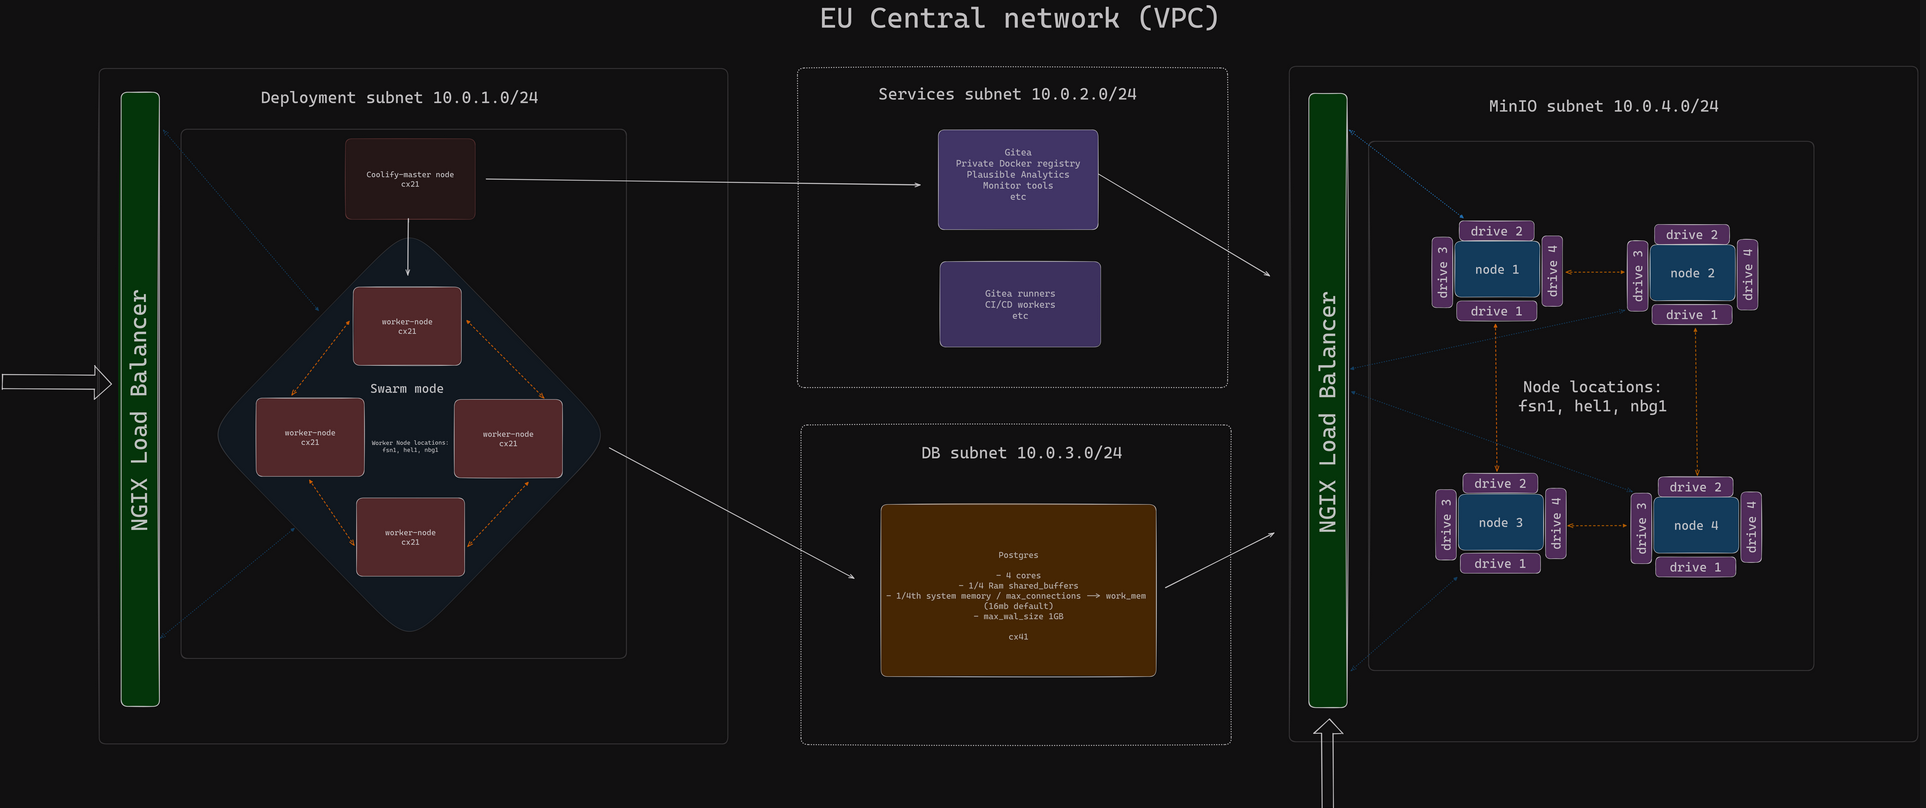 EU Central network (VPC)
Deployment subnet 10.0.1.0/24
NGIX Load Balancer
Coolify-master node
cx21
worker-node
cx21
Swarm mode
worker-node
cx21
Worker Node locations:
fsn1, hel1, nbg1
worker-node
cx21
worker-node
cx21
Services subnet 10.0.2.0/24
Gitea
Private Docker registry
Plausible Analytics
Monitor tools
etc
Gitea runners
CI/CD workers
etc
DB subnet 10.0.3.0/24
Postgres
- 4 cores
- 1/4 Ram shared_buffers
- 1/4th system memory / max_connections —> work_mem
(16mb default)
- max_wal_size 1GB
cx41
MinIO subnet 10.0.4.0/24
NGIX Load Balancer
drive 2
drive 3
node 1
drive 4
drive 1
drive 2
drive 3
node 2
drive 4
drive 1
Node locations:
fsn1, hel1, nbg1
drive 2
drive 3
node 3
drive 4
drive 1
drive 2
drive 3
node 4
drive 4
drive 1